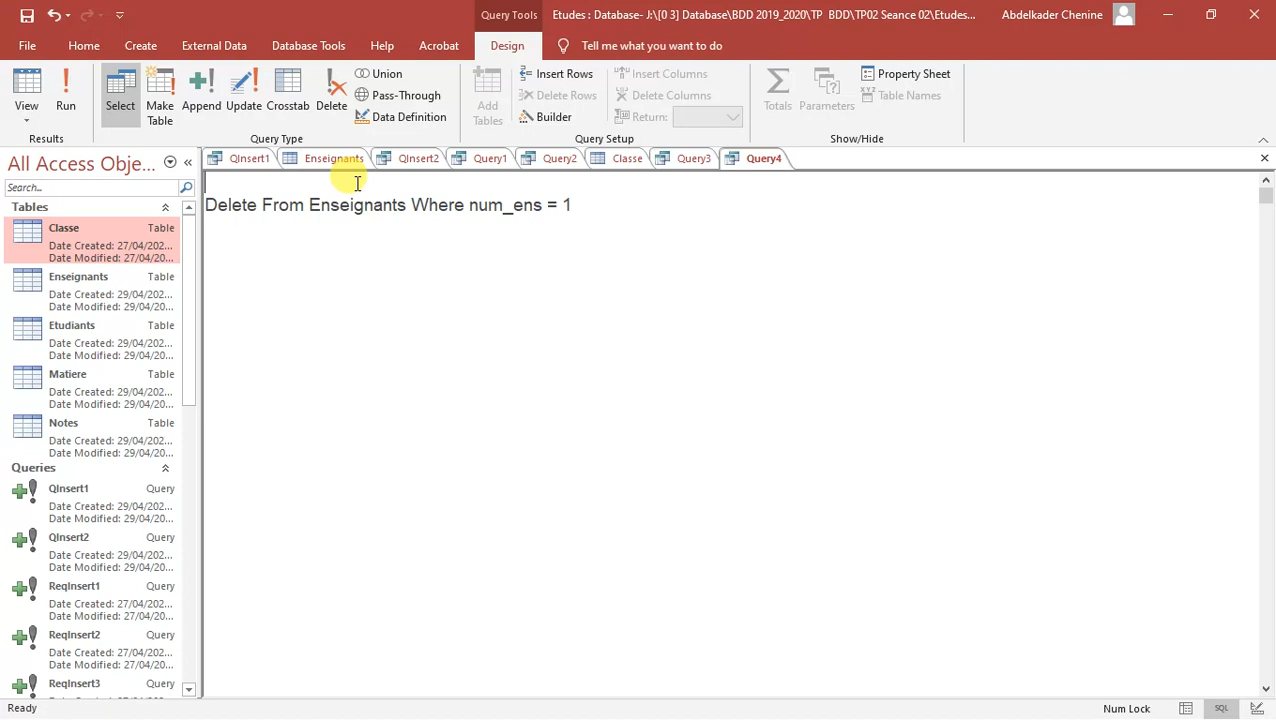 Query Tools
Etudes : Database- J:\[0 3] Database\BDD 2019_2020\TP BDD\TP02 Seance 02\Etudes...
Abdelkader Chenine
File
Home
Create
External Data
Database Tools
Help
Acrobat
Design
Tell me what you want to do
View
Run
Select
Make Table
Append
Update
Crosstab
Delete
Union
Pass-Through
Data Definition
Add Tables
Insert Rows
Delete Rows
Builder
Insert Columns
Delete Columns
Return:
Totals
Parameters
Property Sheet
Table Names
Results
Query Type
Query Setup
Show/Hide
All Access Obje...
Search...
QInsert1
Enseignants
QInsert2
Query1
Query2
Classe
Query3
Query4
Delete From Enseignants Where num_ens = 1
Tables
Classe Table
Date Created: 27/04/202...
Date Modified: 27/04/20...
Enseignants Table
Date Created: 29/04/202...
Date Modified: 29/04/20...
Etudiants Table
Date Created: 29/04/202...
Date Modified: 29/04/20...
Matiere Table
Date Created: 29/04/202...
Date Modified: 29/04/20...
Notes Table
Date Created: 29/04/202...
Date Modified: 29/04/20...
Queries
QInsert1 Query
Date Created: 29/04/202...
Date Modified: 29/04/20...
QInsert2 Query
Date Created: 29/04/202...
Date Modified: 29/04/20...
ReqInsert1 Query
Date Created: 27/04/202...
Date Modified: 27/04/20...
ReqInsert2 Query
Date Created: 27/04/202...
Date Modified: 27/04/20...
ReqInsert3 Query
Ready
Num Lock
SQL